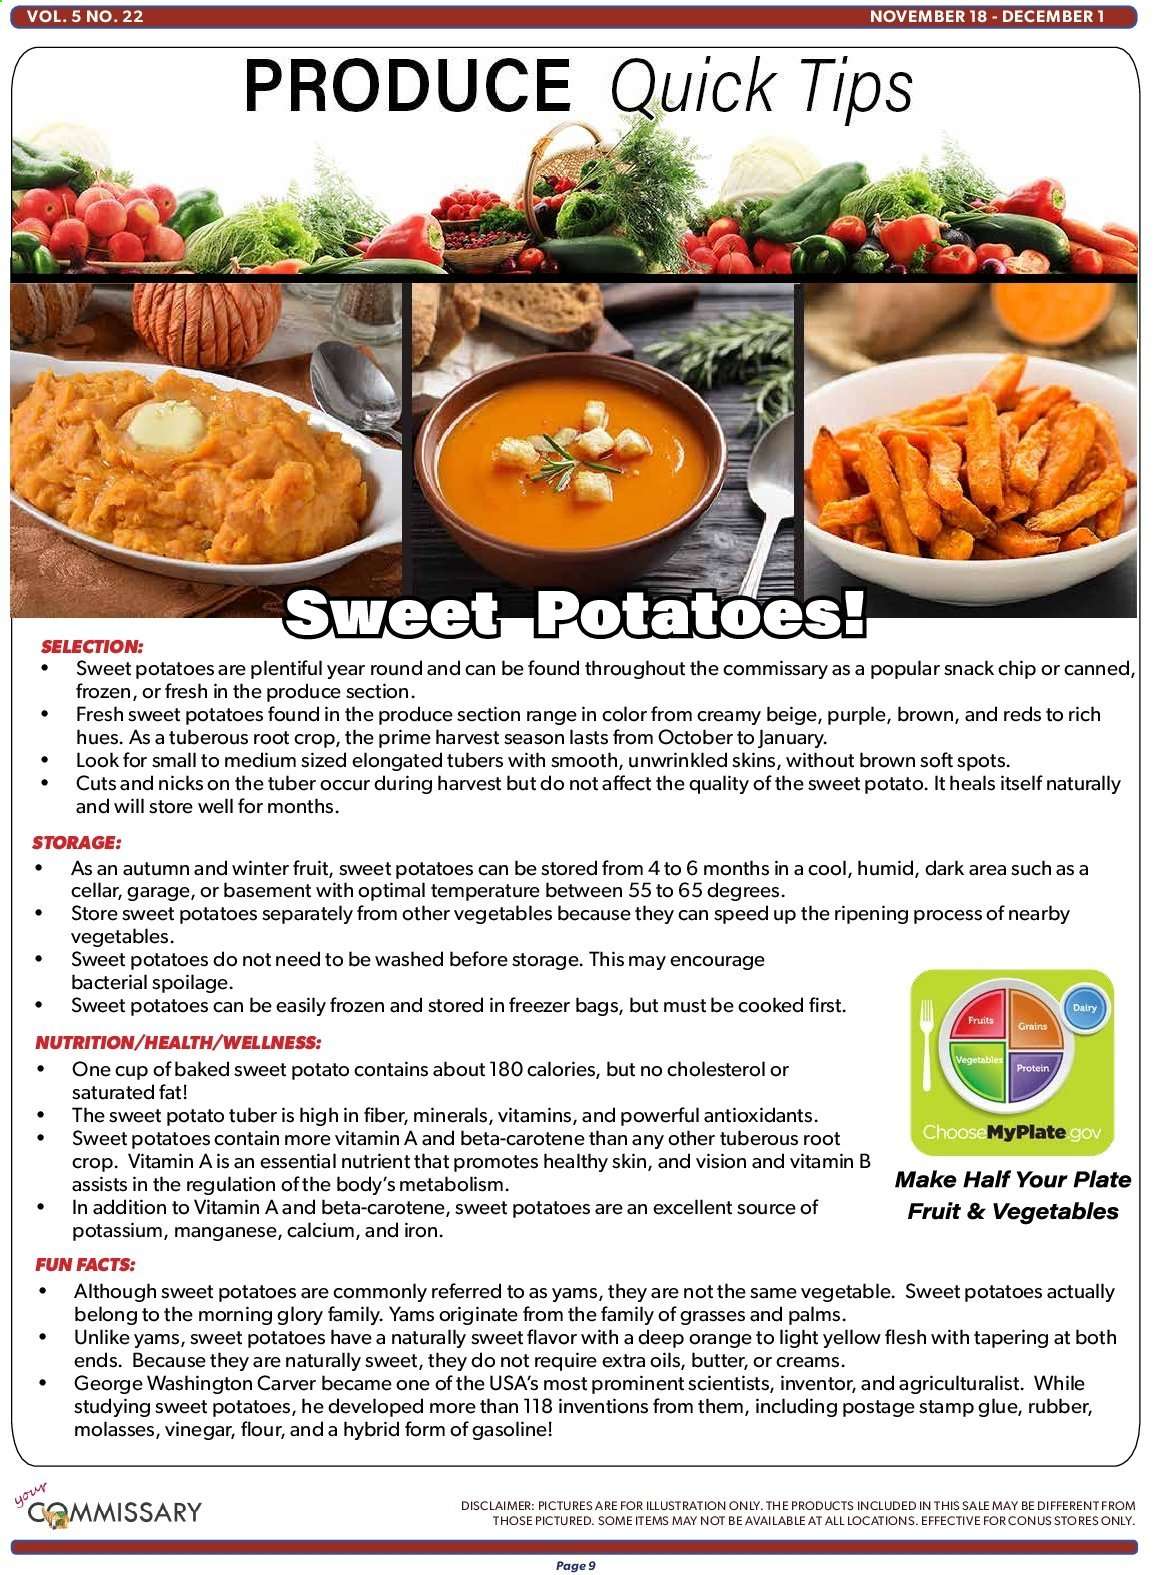 VOL. 5 NO. 22
NOVEMBER 18 - DECEMBER 1
PRODUCE Quick Tips
Sweet Potatoes!
SELECTION:
• Sweet potatoes are plentiful year round and can be found throughout the commissary as a popular snack chip or canned,
frozen, or fresh in the produce section.
• Fresh sweet potatoes found in the produce section range in color from creamy beige, purple, brown, and reds to rich
hues. As a tuberous root crop, the prime harvest season lasts from October to January.
• Look for small to medium sized elongated tubers with smooth, unwrinkled skins, without brown soft spots.
• Cuts and nicks on the tuber occur during harvest but do not affect the quality of the sweet potato. It heals itself naturally
and will store well for months.
STORAGE:
• As an autumn and winter fruit, sweet potatoes can be stored from 4 to 6 months in a cool, humid, dark area such as a
cellar, garage, or basement with optimal temperature between 55 to 65 degrees.
• Store sweet potatoes separately from other vegetables because they can speed up the ripening process of nearby
vegetables.
• Sweet potatoes do not need to be washed before storage. This may encourage
bacterial spoilage.
• Sweet potatoes can be easily frozen and stored in freezer bags, but must be cooked first.
NUTRITION/HEALTH/WELLNESS:
• One cup of baked sweet potato contains about 180 calories, but no cholesterol or
saturated fat!
• The sweet potato tuber is high in fiber, minerals, vitamins, and powerful antioxidants.
• Sweet potatoes contain more vitamin A and beta-carotene than any other tuberous root
crop. Vitamin A is an essential nutrient that promotes healthy skin, and vision and vitamin B
assists in the regulation of the body's metabolism.
• In addition to Vitamin A and beta-carotene, sweet potatoes are an excellent source of
potassium, manganese, calcium, and iron.
Dairy
Fruits
Grains
Vegetables
Protein
ChooseMyPlate.gov
Make Half Your Plate
Fruit & Vegetables
FUN FACTS:
• Although sweet potatoes are commonly referred to as yams, they are not the same vegetable. Sweet potatoes actually
belong to the morning glory family. Yams originate from the family of grasses and palms.
• Unlike yams, sweet potatoes have a naturally sweet flavor with a deep orange to light yellow flesh with tapering at both
ends. Because they are naturally sweet, they do not require extra oils, butter, or creams.
• George Washington Carver became one of the USA's most prominent scientists, inventor, and agriculturalist. While
studying sweet potatoes, he developed more than 118 inventions from them, including postage stamp glue, rubber,
molasses, vinegar, flour, and a hybrid form of gasoline!
your
COMMISSARY
DISCLAIMER: PICTURES ARE FOR ILLUSTRATION ONLY. THE PRODUCTS INCLUDED IN THIS SALE MAY BE DIFFERENT FROM
THOSE PICTURED. SOME ITEMS MAY NOT BE AVAILABLE AT ALL LOCATIONS. EFFECTIVE FOR CONUS STORES ONLY.
Page 9